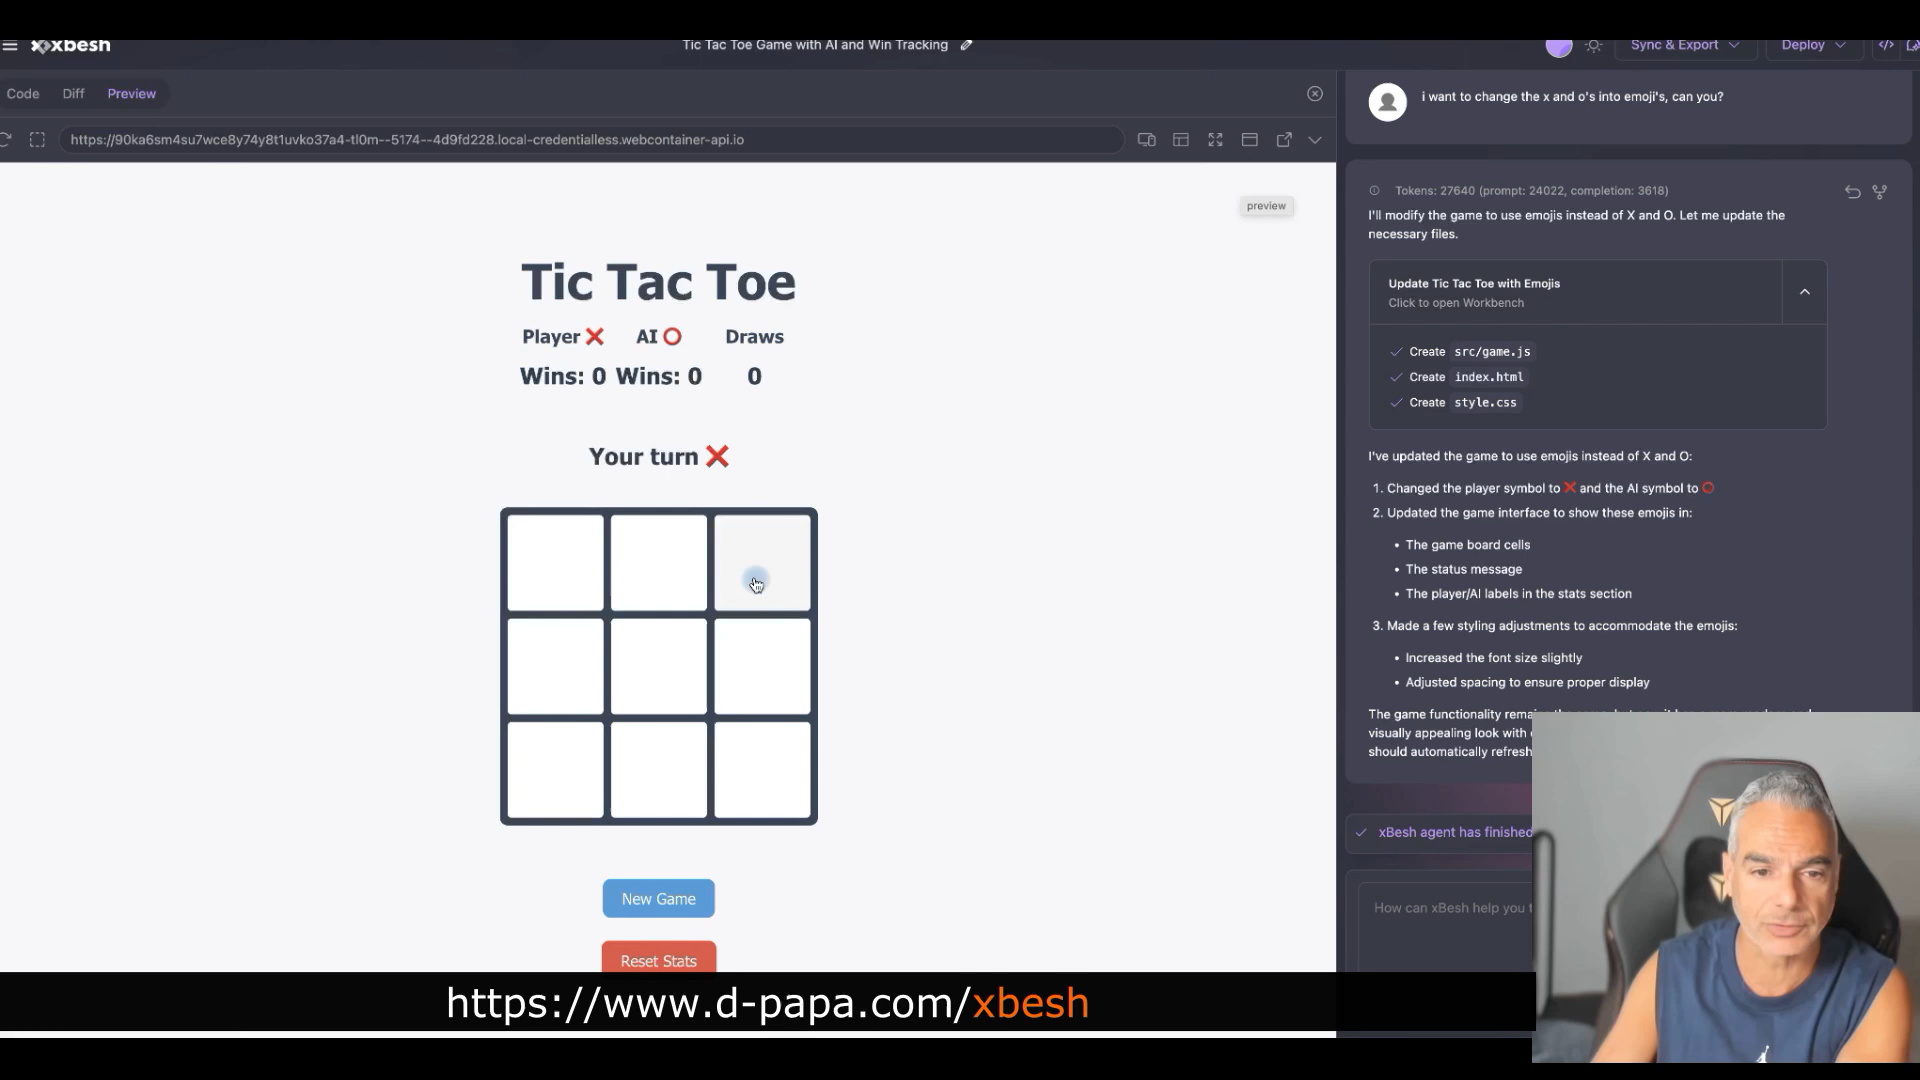 xbesh
Tic Tac Toe Game with AI and Win Tracking
Sync & Export
Deploy
Code
Diff
Preview
https://90ka6sm4su7wce8y74y8t1uvko37a4-tl0m--5174--4d9fd228.local-credentialless.webcontainer-api.io
preview
Tic Tac Toe
Player ❌ AI ⭕ Draws
Wins: 0 Wins: 0 0
Your turn ❌
New Game
Reset Stats
i want to change the x and o's into emoji's, can you?
Tokens: 27640 (prompt: 24022, completion: 3618)
I'll modify the game to use emojis instead of X and O. Let me update the
necessary files.
Update Tic Tac Toe with Emojis
Click to open Workbench
Create src/game.js
Create index.html
Create style.css
I've updated the game to use emojis instead of X and O:
1. Changed the player symbol to ❌ and the AI symbol to ⭕
2. Updated the game interface to show these emojis in:
• The game board cells
• The status message
• The player/AI labels in the stats section
3. Made a few styling adjustments to accommodate the emojis:
• Increased the font size slightly
• Adjusted spacing to ensure proper display
The game functionality
visually appealing look with
should automatically refresh
xBesh agent has finished
How can xBesh help you t
https://www.d-papa.com/xbesh